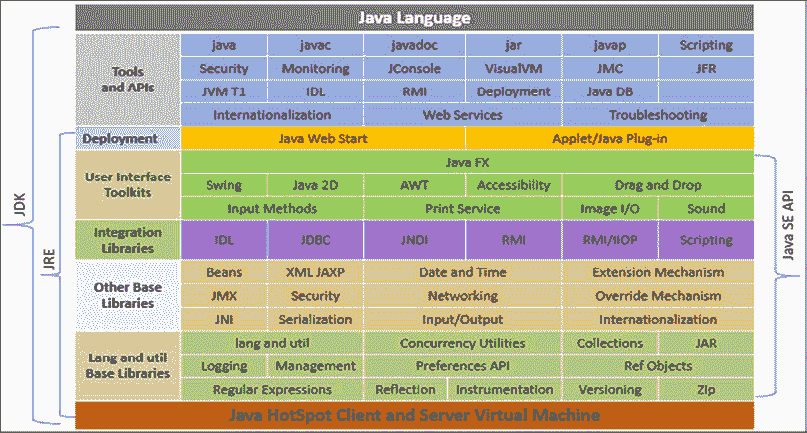 Java Language
Tools and APIs
java javac javadoc jar javap Scripting
Security Monitoring JConsole VisualVM JMC JFR
JVM T1 IDL RMI Deployment Java DB
Internationalization Web Services Troubleshooting
Deployment
Java Web Start Applet/Java Plug-in
User Interface Toolkits
Java FX
Swing Java 2D AWT Accessibility Drag and Drop
Input Methods Print Service Image I/O Sound
Integration Libraries
IDL JDBC JNDI RMI RMI/IIOP Scripting
Other Base Libraries
Beans XML JAXP Date and Time Extension Mechanism
JMX Security Networking Override Mechanism
JNI Serialization Input/Output Internationalization
Lang and util Base Libraries
lang and util Concurrency Utilities Collections JAR
Logging Management Preferences API Ref Objects
Regular Expressions Reflection Instrumentation Versioning Zip
Java HotSpot Client and Server Virtual Machine
JDK
JRE
Java SE API